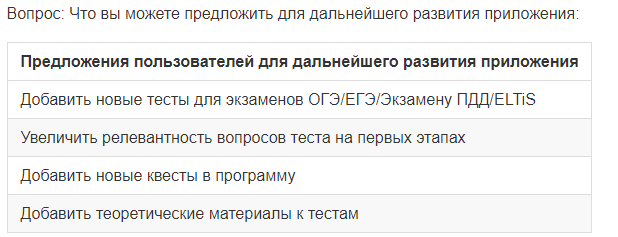 Вопрос: Что вы можете предложить для дальнейшего развития приложения:
Предложения пользователей для дальнейшего развития приложения
Добавить новые тесты для экзаменов ОГЭ/ЕГЭ/Экзамену ПДД/ELTiS
Увеличить релевантность вопросов теста на первых этапах
Добавить новые квесты в программу
Добавить теоретические материалы к тестам